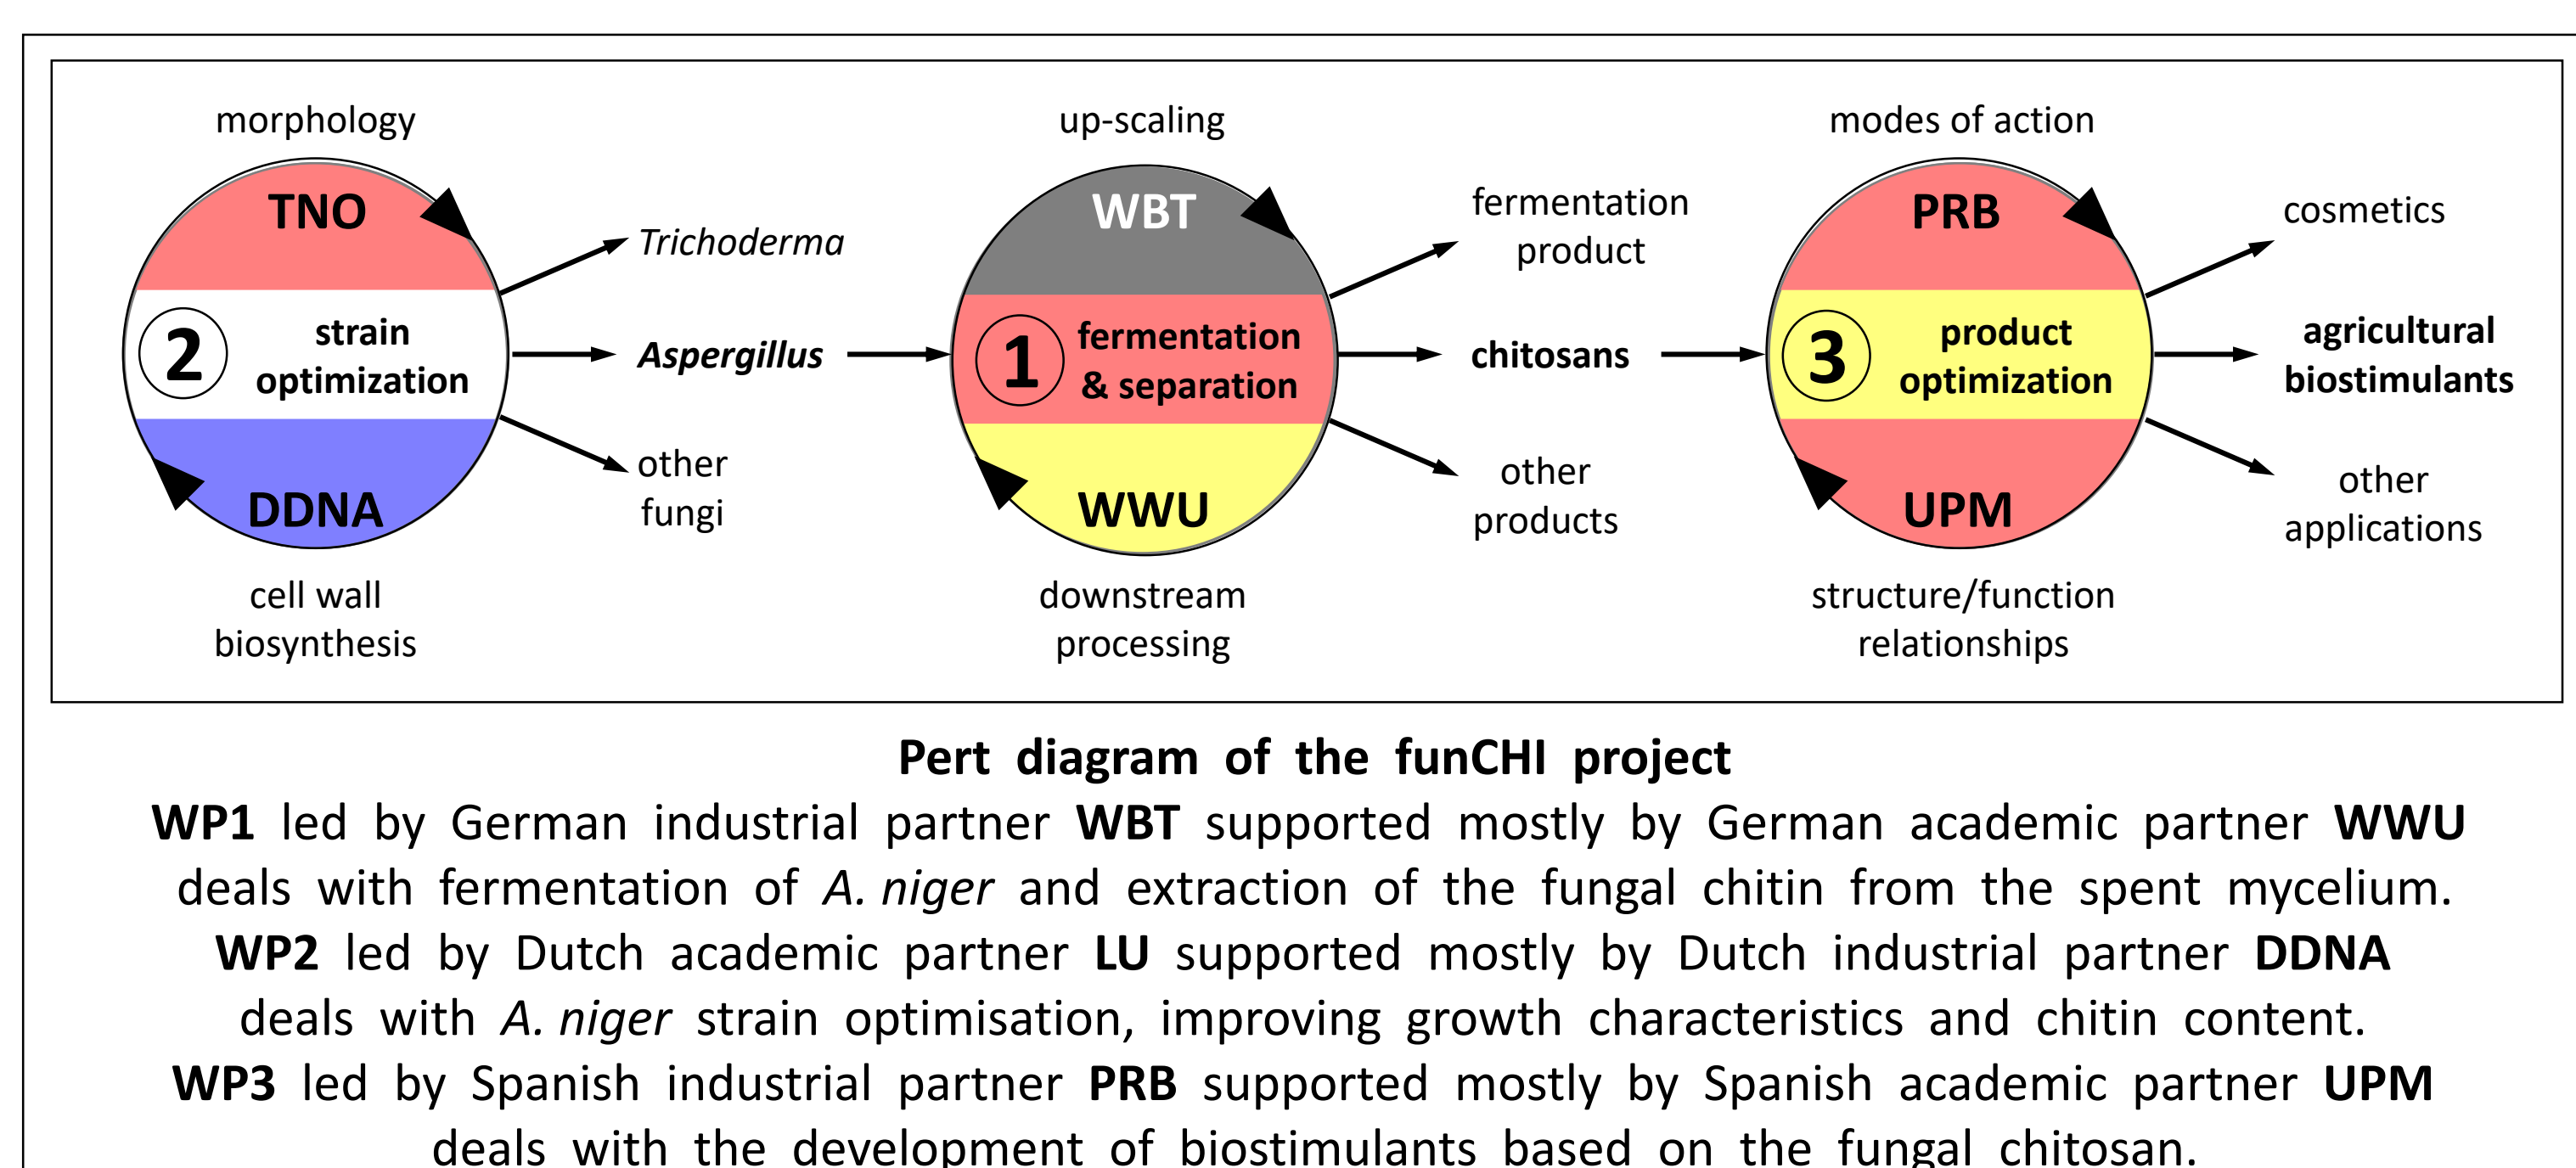 morphology
TNO
2
strain
optimization
DDNA
cell wall
biosynthesis
Trichoderma
Aspergillus
other
fungi
up-scaling
WBT
1
fermentation
& separation
WWU
downstream
processing
fermentation
product
chitosans
other
products
modes of action
PRB
3
product
optimization
UPM
structure/function
relationships
cosmetics
agricultural
biostimulants
other
applications
Pert diagram of the funCHI project
WP1 led by German industrial partner WBT supported mostly by German academic partner WWU
deals with fermentation of A. niger and extraction of the fungal chitin from the spent mycelium.
WP2 led by Dutch academic partner LU supported mostly by Dutch industrial partner DDNA
deals with A. niger strain optimisation, improving growth characteristics and chitin content.
WP3 led by Spanish industrial partner PRB supported mostly by Spanish academic partner UPM
deals with the development of biostimulants based on the fungal chitosan.